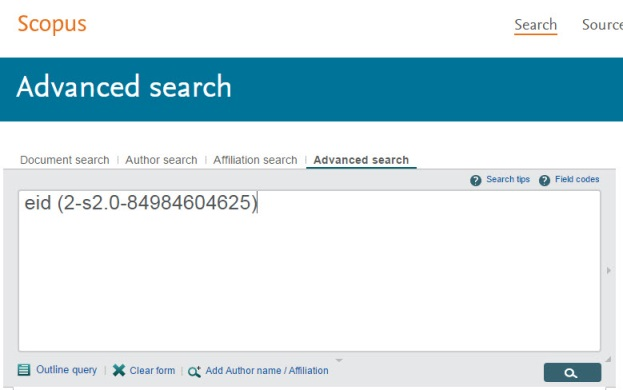 Scopus
Search Source
Advanced search
Document search | Author search | Affiliation search | Advanced search
Search tips Field codes
eid (2-s2.0-84984604625)
Outline query | Clear form | Add Author name / Affiliation